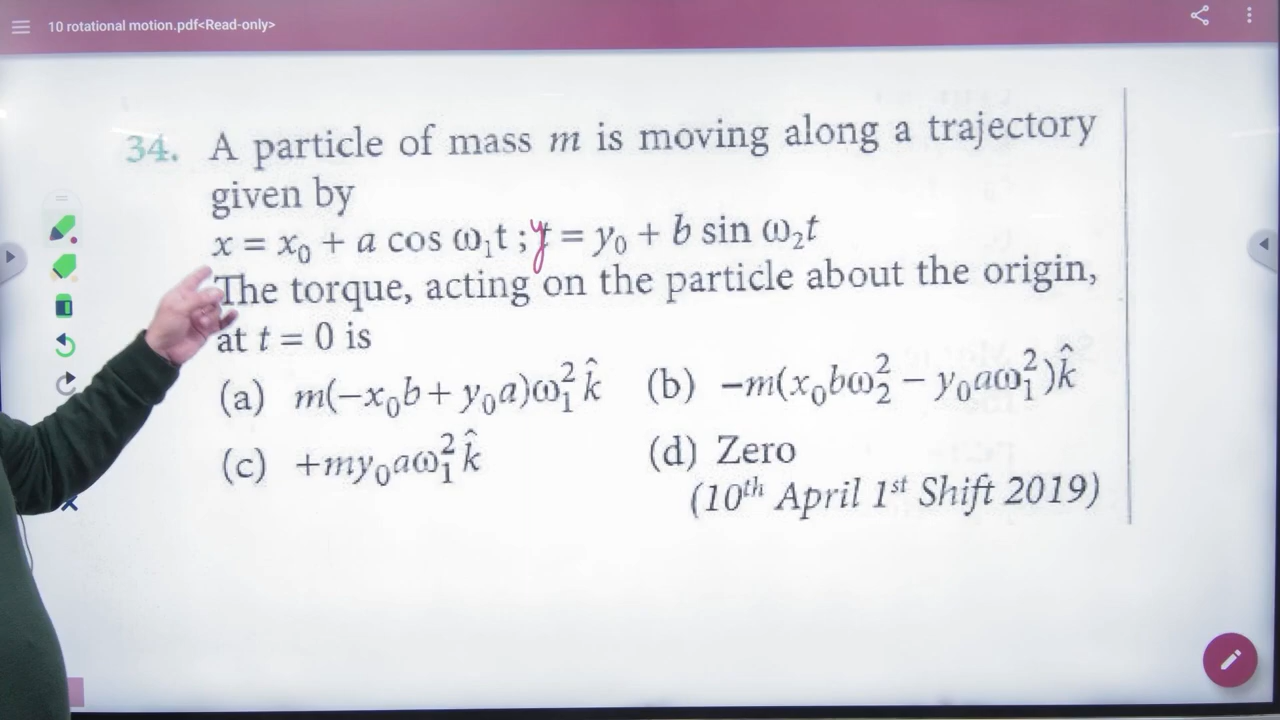 10 rotational motion.pdf<Read-only>
34. A particle of mass m is moving along a trajectory
given by
x = x₀ + a cos ω₁t ; y = y₀ + b sin ω₂t
The torque, acting on the particle about the origin,
at t = 0 is
(a) m(−x₀b + y₀a)ω₁² k̂ (b) −m(x₀bω₂² − y₀aω₁²)k̂
(c) +my₀aω₁² k̂ (d) Zero
(10th April 1st Shift 2019)